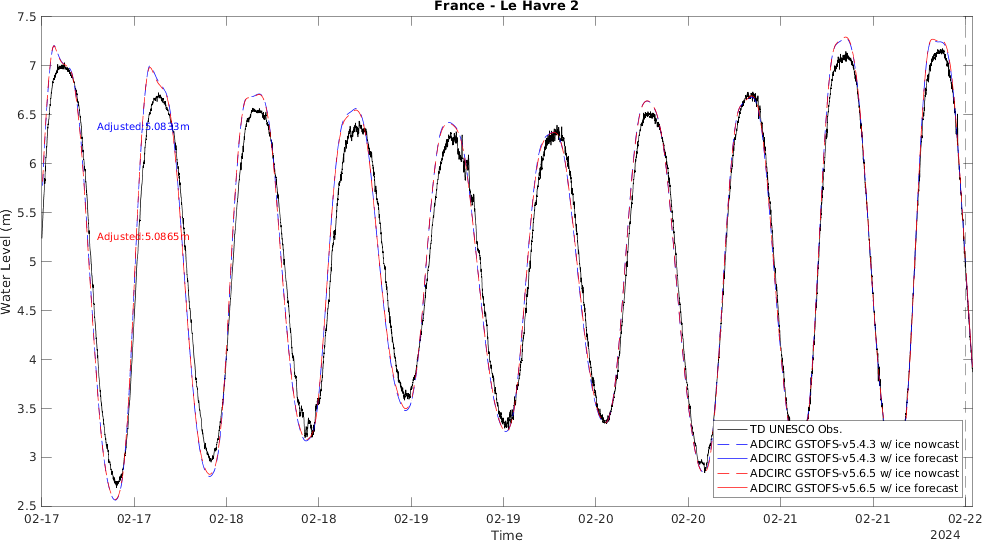 France - Le Havre 2
7.5
7
6.5
6
5.5
5
4.5
4
3.5
3
2.5
Water Level (m)
Adjusted:5.0833m
Adjusted:5.0865m
TD UNESCO Obs.
ADCIRC GSTOFS-v5.4.3 w/ ice nowcast
ADCIRC GSTOFS-v5.4.3 w/ ice forecast
ADCIRC GSTOFS-v5.6.5 w/ ice nowcast
ADCIRC GSTOFS-v5.6.5 w/ ice forecast
02-17 02-17 02-18 02-18 02-19 02-19 02-20 02-20 02-21 02-21 02-22
Time 2024